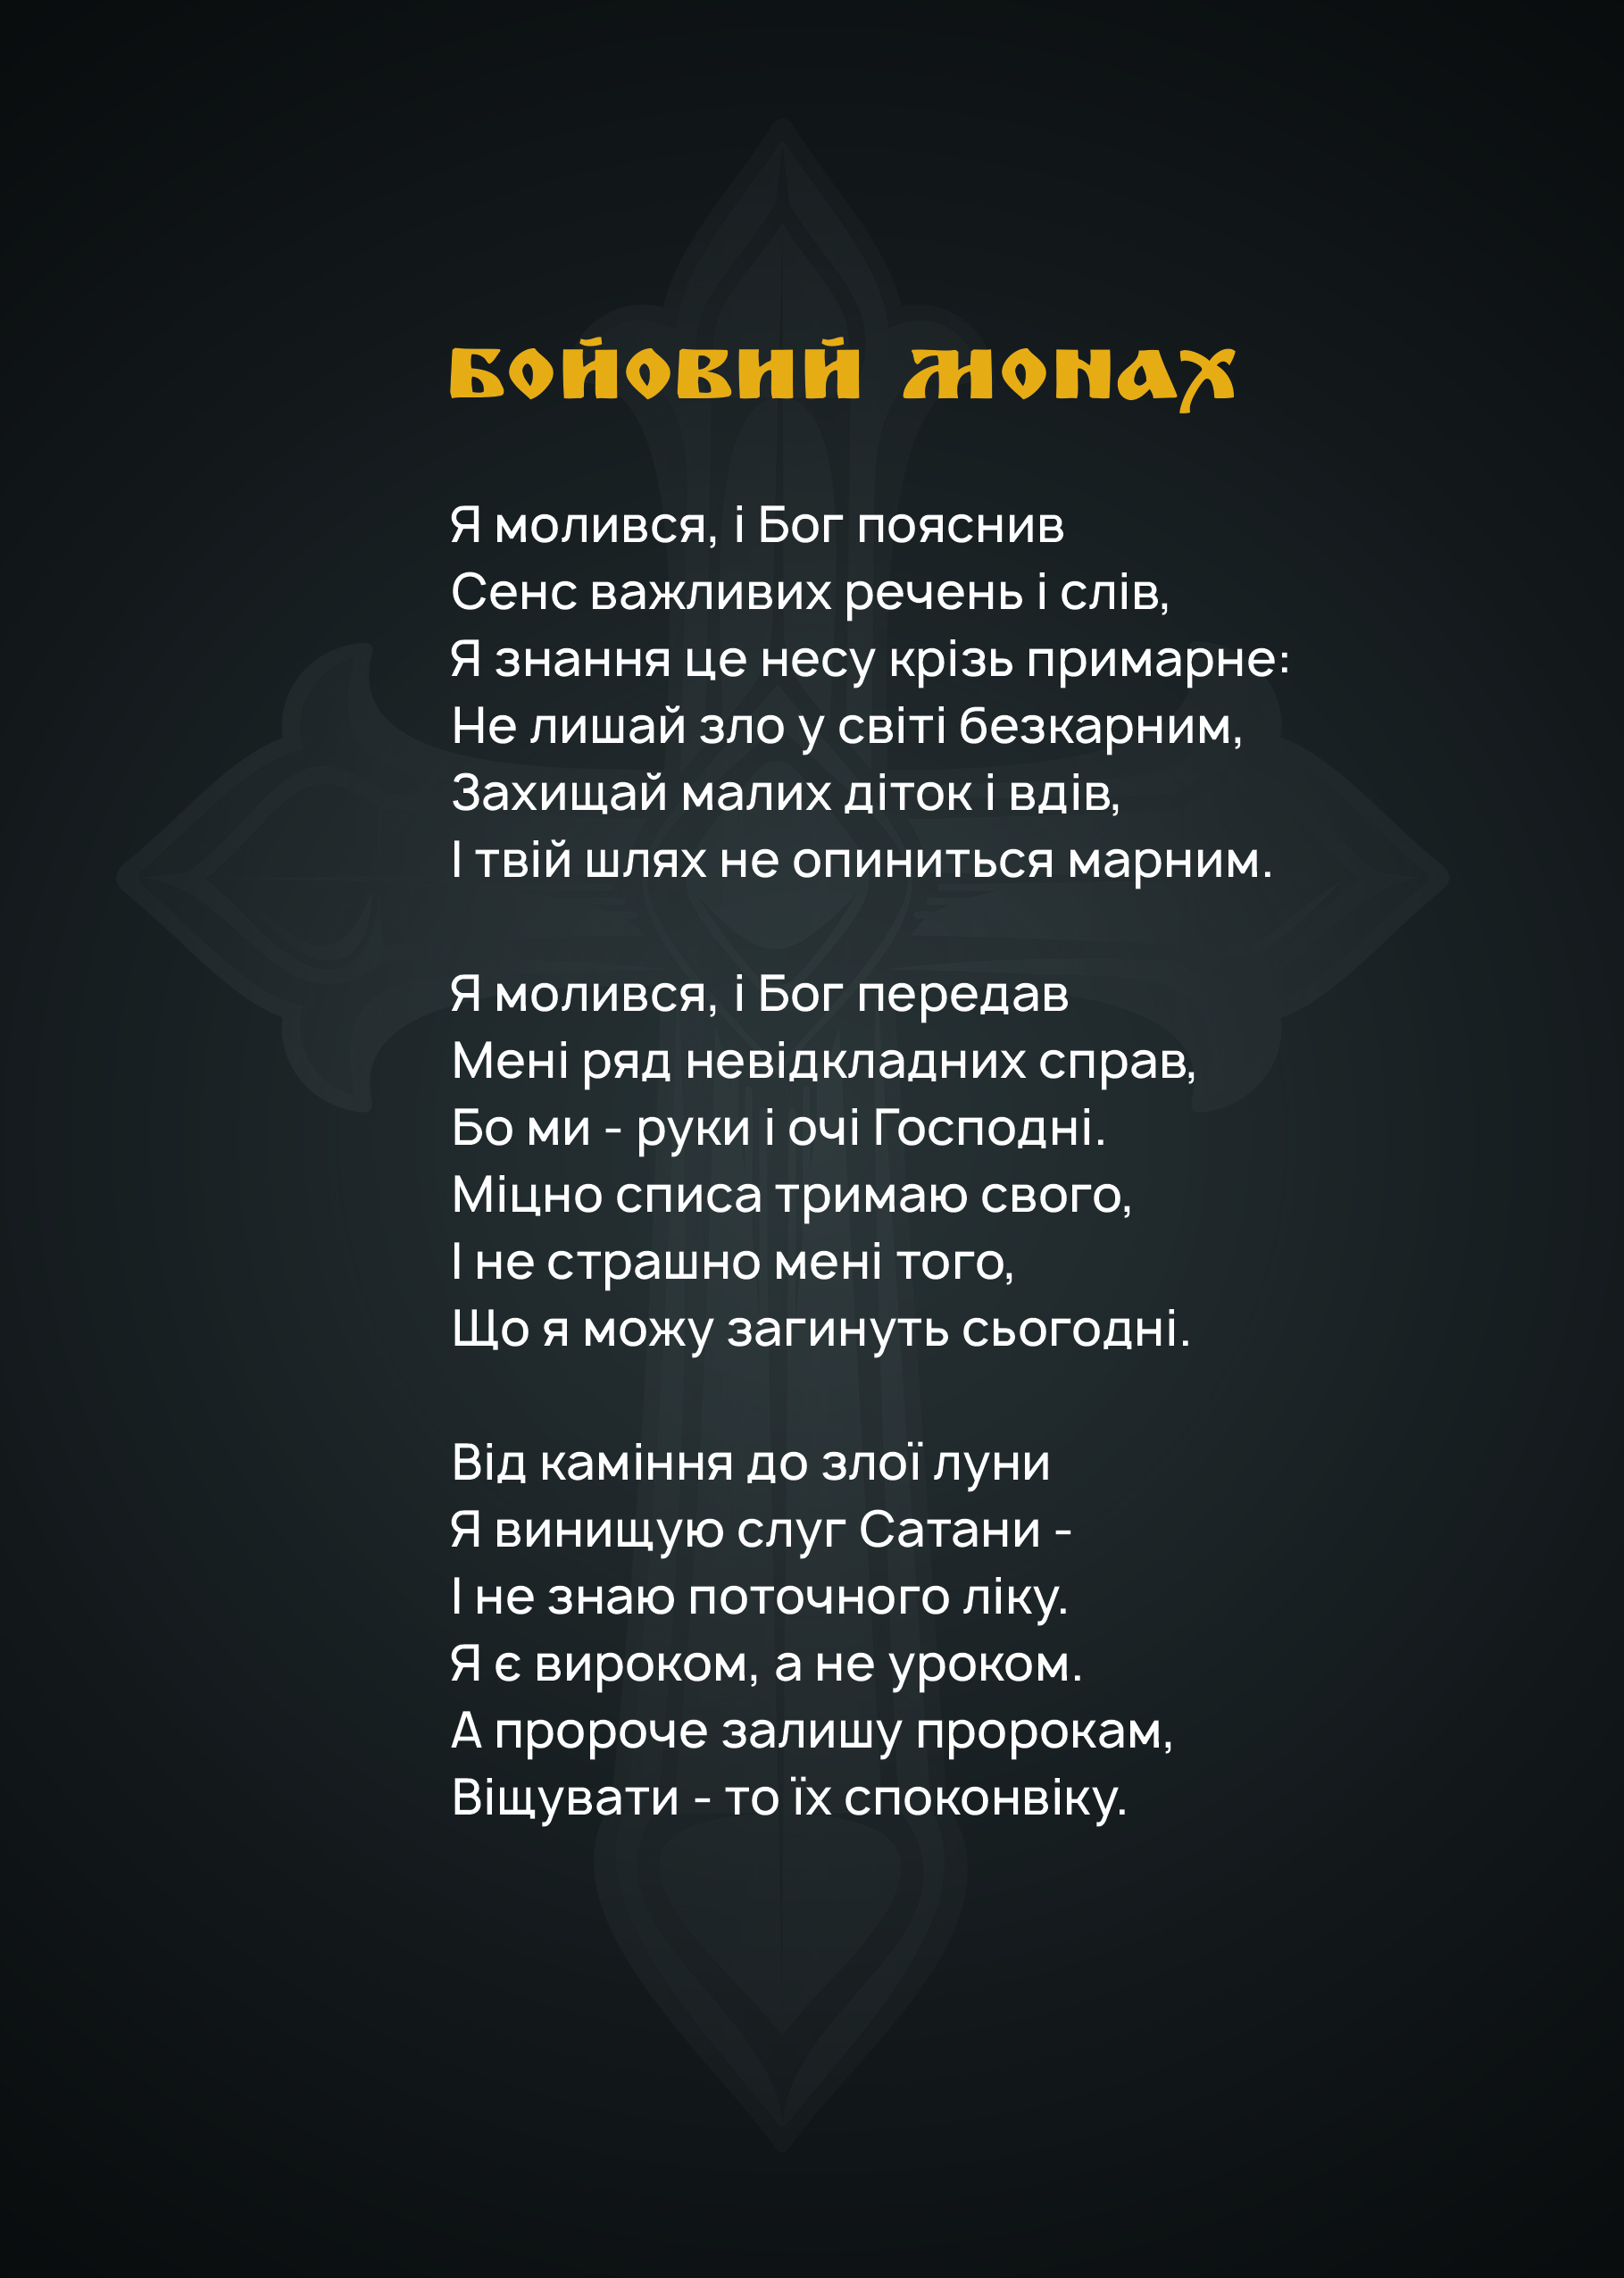 Бойовий монах
Я молився, і Бог пояснив
Сенс важливих речень і слів,
Я знання це несу крізь примарне:
Не лишай зло у світі безкарним,
Захищай малих діток і вдів,
І твій шлях не опиниться марним.
Я молився, і Бог передав
Мені ряд невідкладних справ,
Бо ми - руки і очі Господні.
Міцно списа тримаю свого,
І не страшно мені того,
Що я можу загинуть сьогодні.
Від каміння до злої луни
Я винищую слуг Сатани -
І не знаю поточного ліку.
Я є вироком, а не уроком.
А пророче залишу пророкам,
Віщувати - то їх споконвіку.